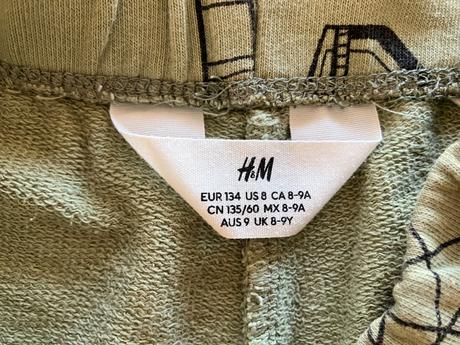 H&M
EUR 134 US 8 CA 8-9A
CN 135/60 MX 8-9A
AUS 9 UK 8-9Y